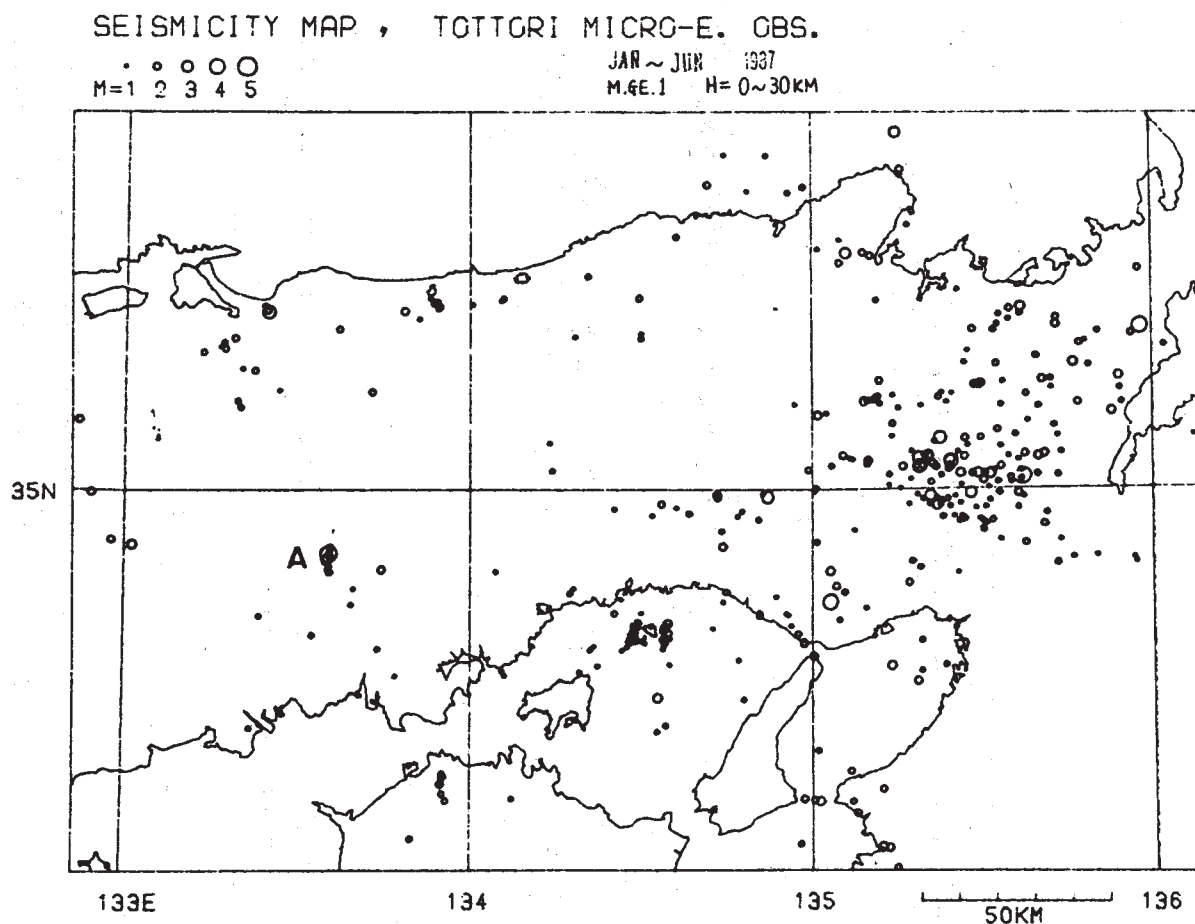 SEISMICITY MAP , TOTTORI MICRO-E. OBS.
JAN ~ JUN 1987
M=1 2 3 4 5
M.GE.1 H= 0~30KM
35N
A
133E 134 135 136
50KM